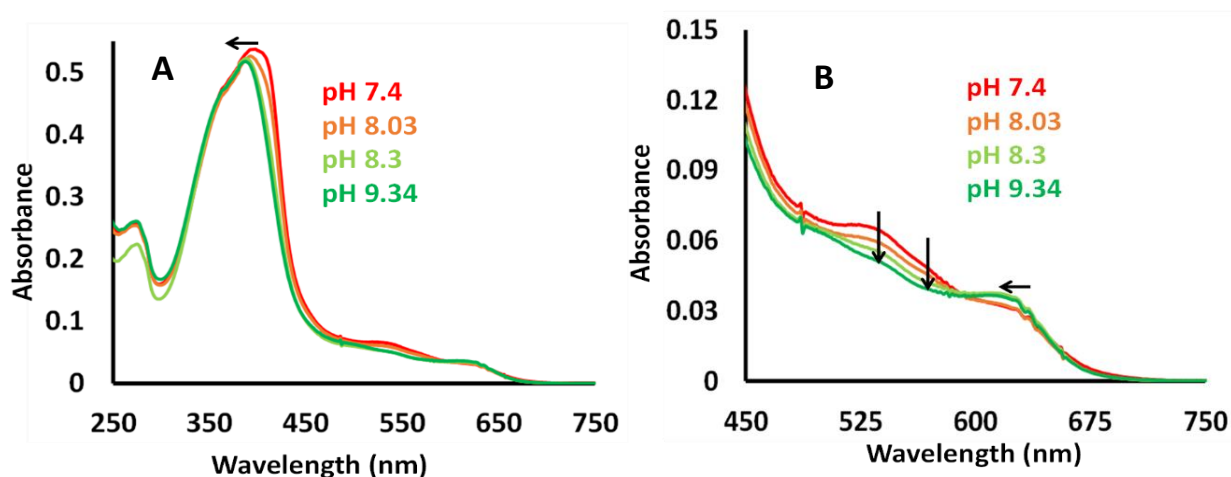 A
pH 7.4
pH 8.03
pH 8.3
pH 9.34
Absorbance
0.5
0.4
0.3
0.2
0.1
0
250 350 450 550 650 750
Wavelength (nm)
B
pH 7.4
pH 8.03
pH 8.3
pH 9.34
Absorbance
0.15
0.12
0.09
0.06
0.03
0
450 525 600 675 750
Wavelength (nm)